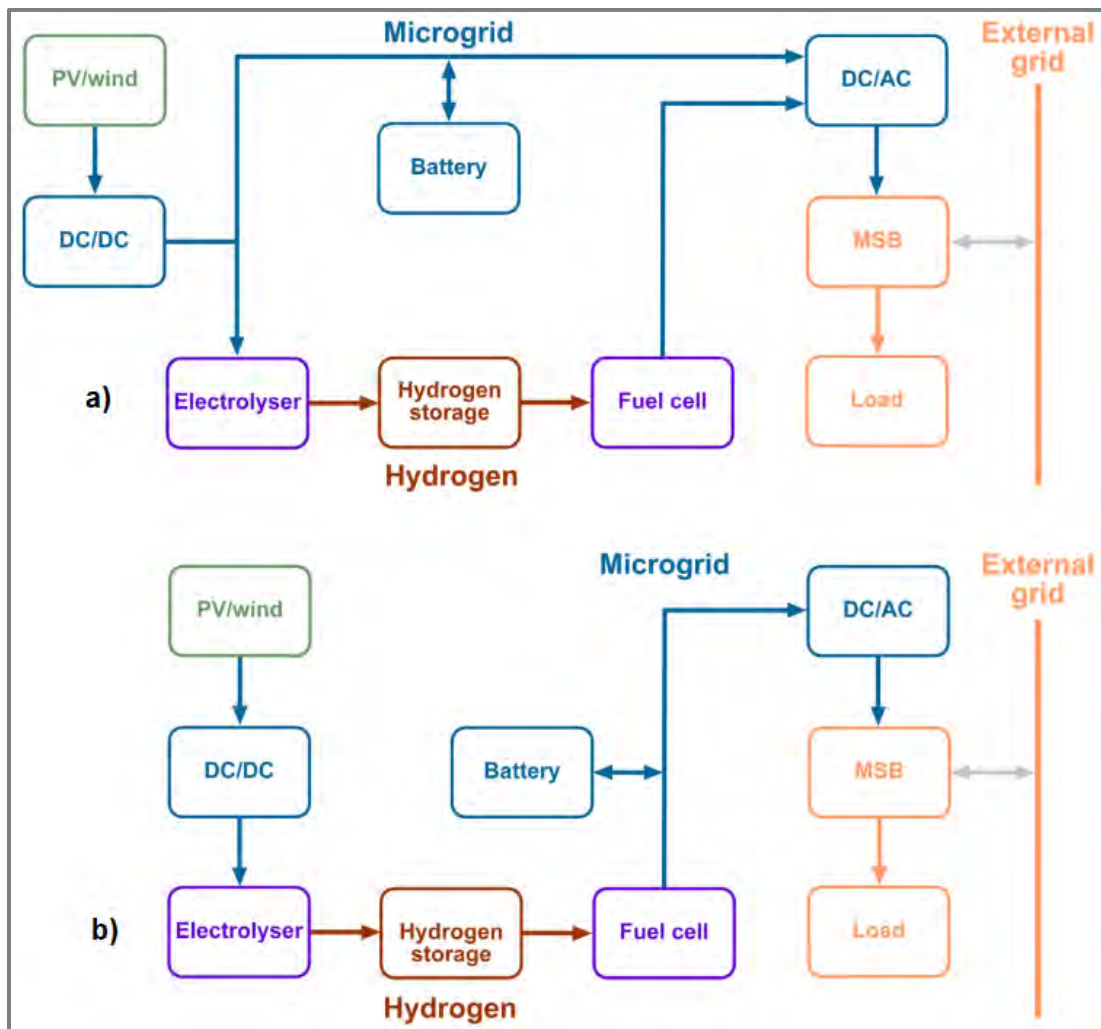 Microgrid
External
grid
PV/wind
DC/AC
Battery
DC/DC
MSB
a)
Electrolyser
Hydrogen
storage
Fuel cell
Load
Hydrogen
Microgrid
External
grid
PV/wind
DC/AC
DC/DC
Battery
MSB
b)
Electrolyser
Hydrogen
storage
Fuel cell
Load
Hydrogen